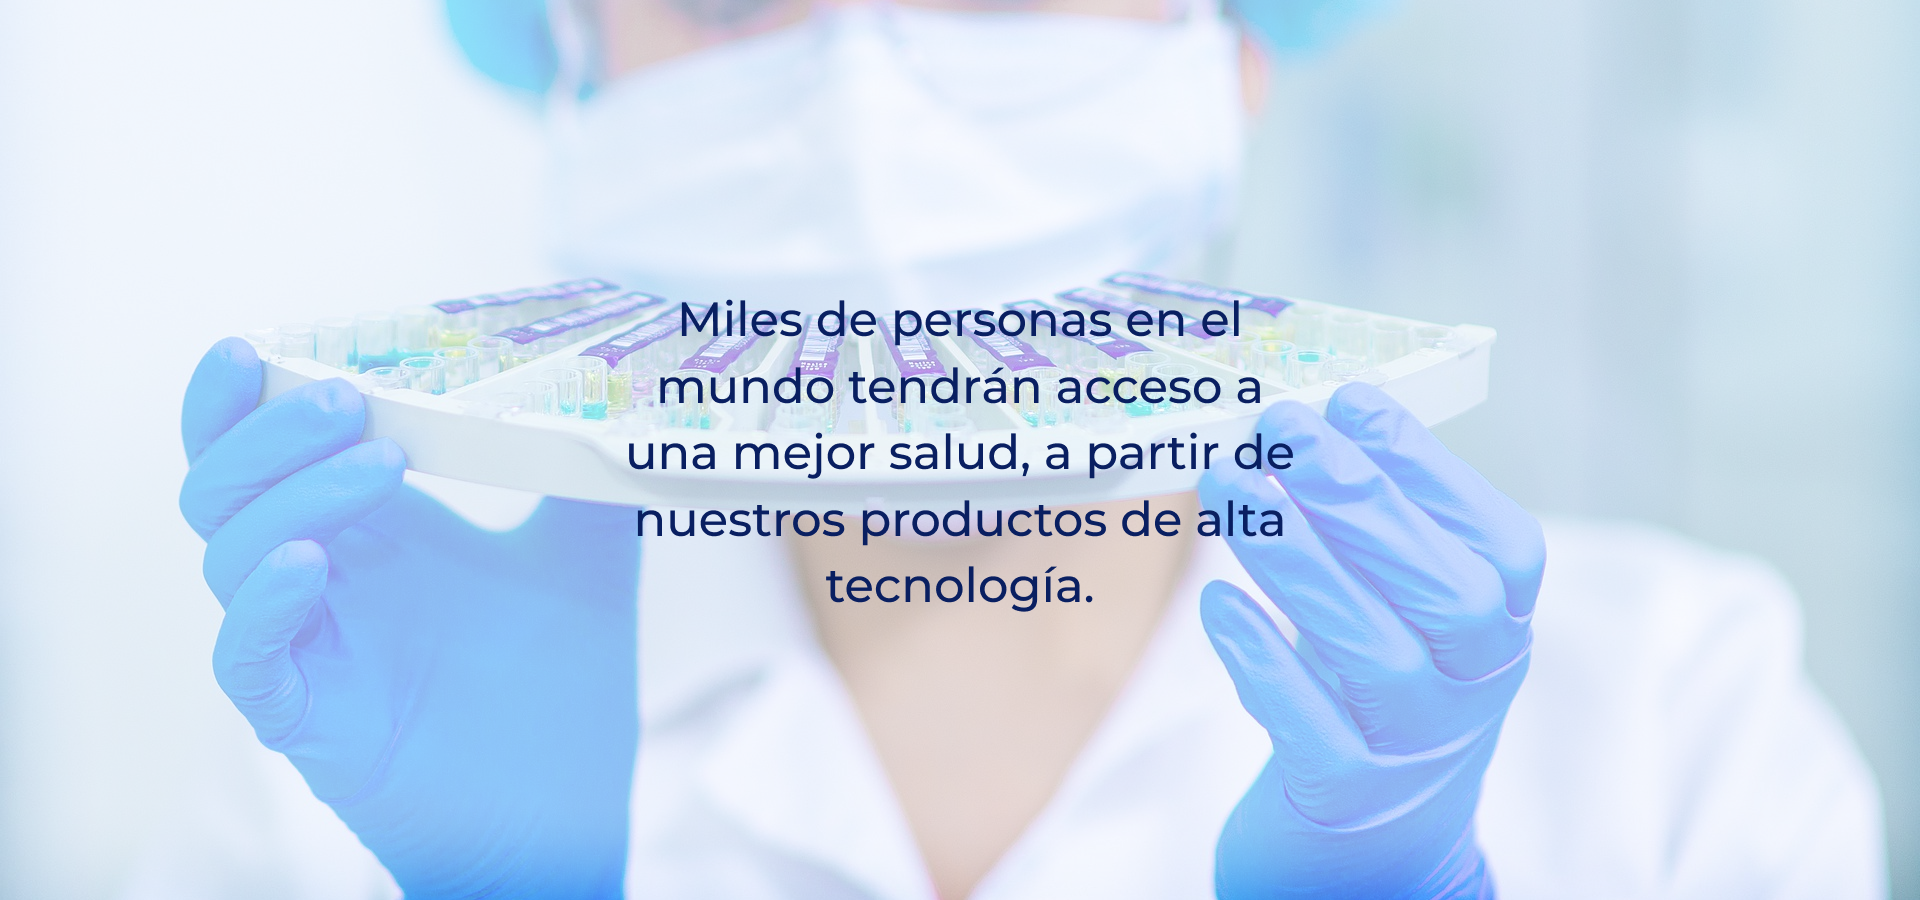 Miles de personas en el
mundo tendrán acceso a
una mejor salud, a partir de
nuestros productos de alta
tecnología.